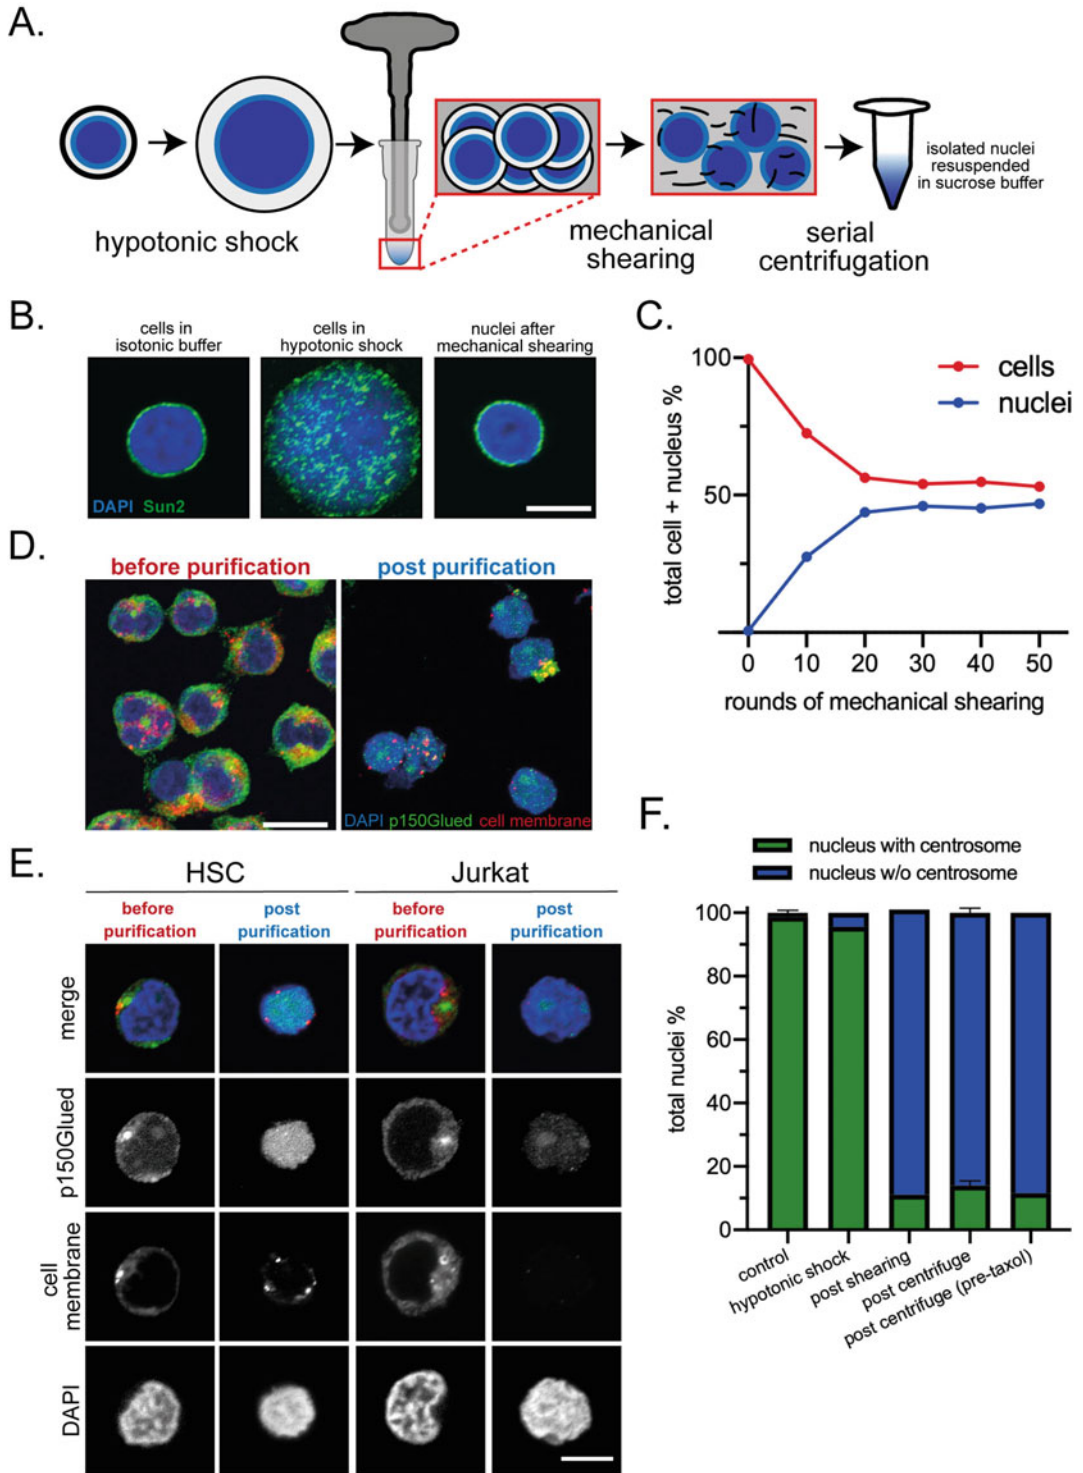 A.
hypotonic shock
mechanical
shearing
serial
centrifugation
isolated nuclei
resuspended
in sucrose buffer
B.
cells in
isotonic buffer
cells in
hypotonic shock
nuclei after
mechanical shearing
DAPI Sun2
C.
total cell + nucleus %
100
50
cells
nuclei
0 10 20 30 40 50
rounds of mechanical shearing
D.
before purification
post purification
DAPI p150Glued cell membrane
E.
HSC
Jurkat
before
purification
post
purification
before
purification
post
purification
merge
p150Glued
cell
membrane
DAPI
F.
nucleus with centrosome
nucleus w/o centrosome
total nuclei %
100
80
60
40
20
0
control
hypotonic shock
post shearing
post centrifuge
post centrifuge (pre-taxol)